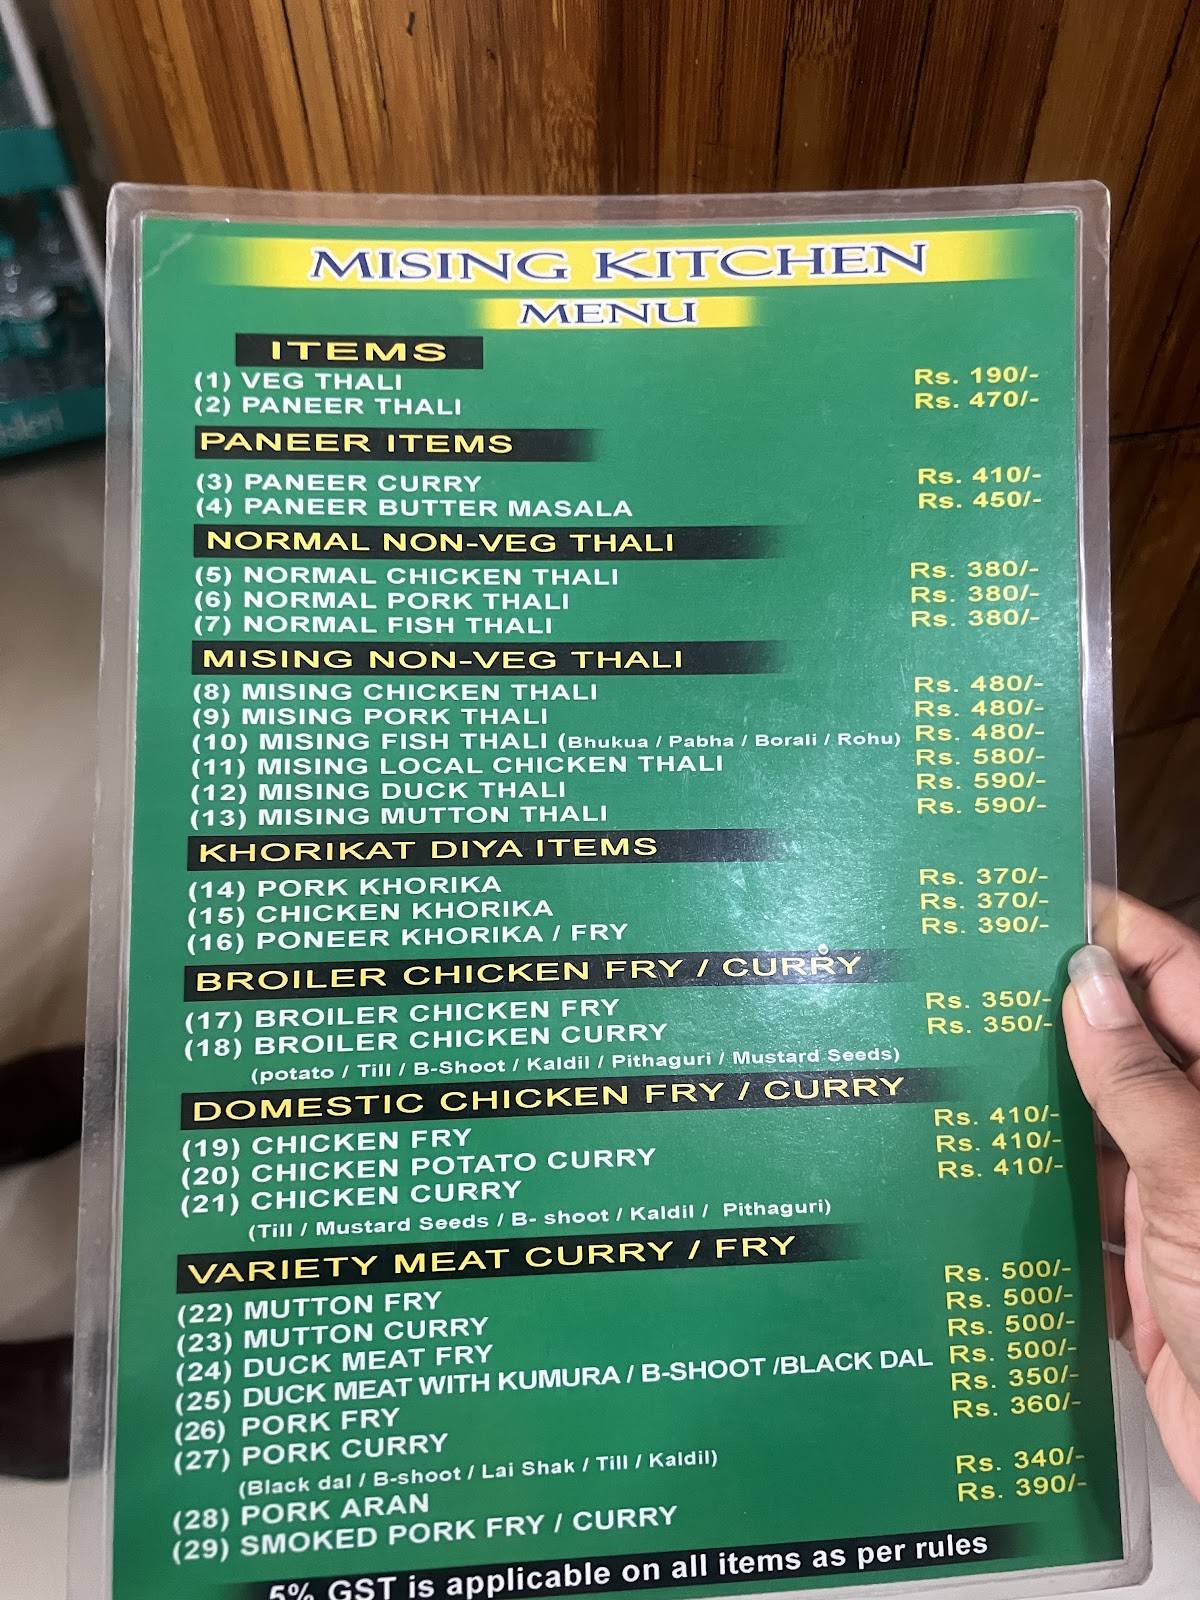 MISING KITCHEN
MENU
ITEMS
(1) VEG THALI Rs. 190/-
(2) PANEER THALI Rs. 470/-
PANEER ITEMS
(3) PANEER CURRY Rs. 410/-
(4) PANEER BUTTER MASALA Rs. 450/-
NORMAL NON-VEG THALI
(5) NORMAL CHICKEN THALI Rs. 380/-
(6) NORMAL PORK THALI Rs. 380/-
(7) NORMAL FISH THALI Rs. 380/-
MISING NON-VEG THALI
(8) MISING CHICKEN THALI Rs. 480/-
(9) MISING PORK THALI Rs. 480/-
(10) MISING FISH THALI (Bhukua / Pabha / Borali / Rohu) Rs. 480/-
(11) MISING LOCAL CHICKEN THALI Rs. 580/-
(12) MISING DUCK THALI Rs. 590/-
(13) MISING MUTTON THALI Rs. 590/-
KHORIKAT DIYA ITEMS
(14) PORK KHORIKA Rs. 370/-
(15) CHICKEN KHORIKA Rs. 370/-
(16) PONEER KHORIKA / FRY Rs. 390/-
BROILER CHICKEN FRY / CURRY
(17) BROILER CHICKEN FRY Rs. 350/-
(18) BROILER CHICKEN CURRY Rs. 350/-
(potato / Till / B-Shoot / Kaldil / Pithaguri / Mustard Seeds)
DOMESTIC CHICKEN FRY / CURRY
(19) CHICKEN FRY Rs. 410/-
(20) CHICKEN POTATO CURRY Rs. 410/-
(21) CHICKEN CURRY Rs. 410/-
(Till / Mustard Seeds / B- shoot / Kaldil / Pithaguri)
VARIETY MEAT CURRY / FRY
(22) MUTTON FRY Rs. 500/-
(23) MUTTON CURRY Rs. 500/-
(24) DUCK MEAT FRY Rs. 500/-
(25) DUCK MEAT WITH KUMURA / B-SHOOT /BLACK DAL Rs. 500/-
(26) PORK FRY Rs. 350/-
(27) PORK CURRY Rs. 360/-
(Black dal / B-shoot / Lai Shak / Till / Kaldil)
(28) PORK ARAN Rs. 340/-
(29) SMOKED PORK FRY / CURRY Rs. 390/-
5% GST is applicable on all items as per rules